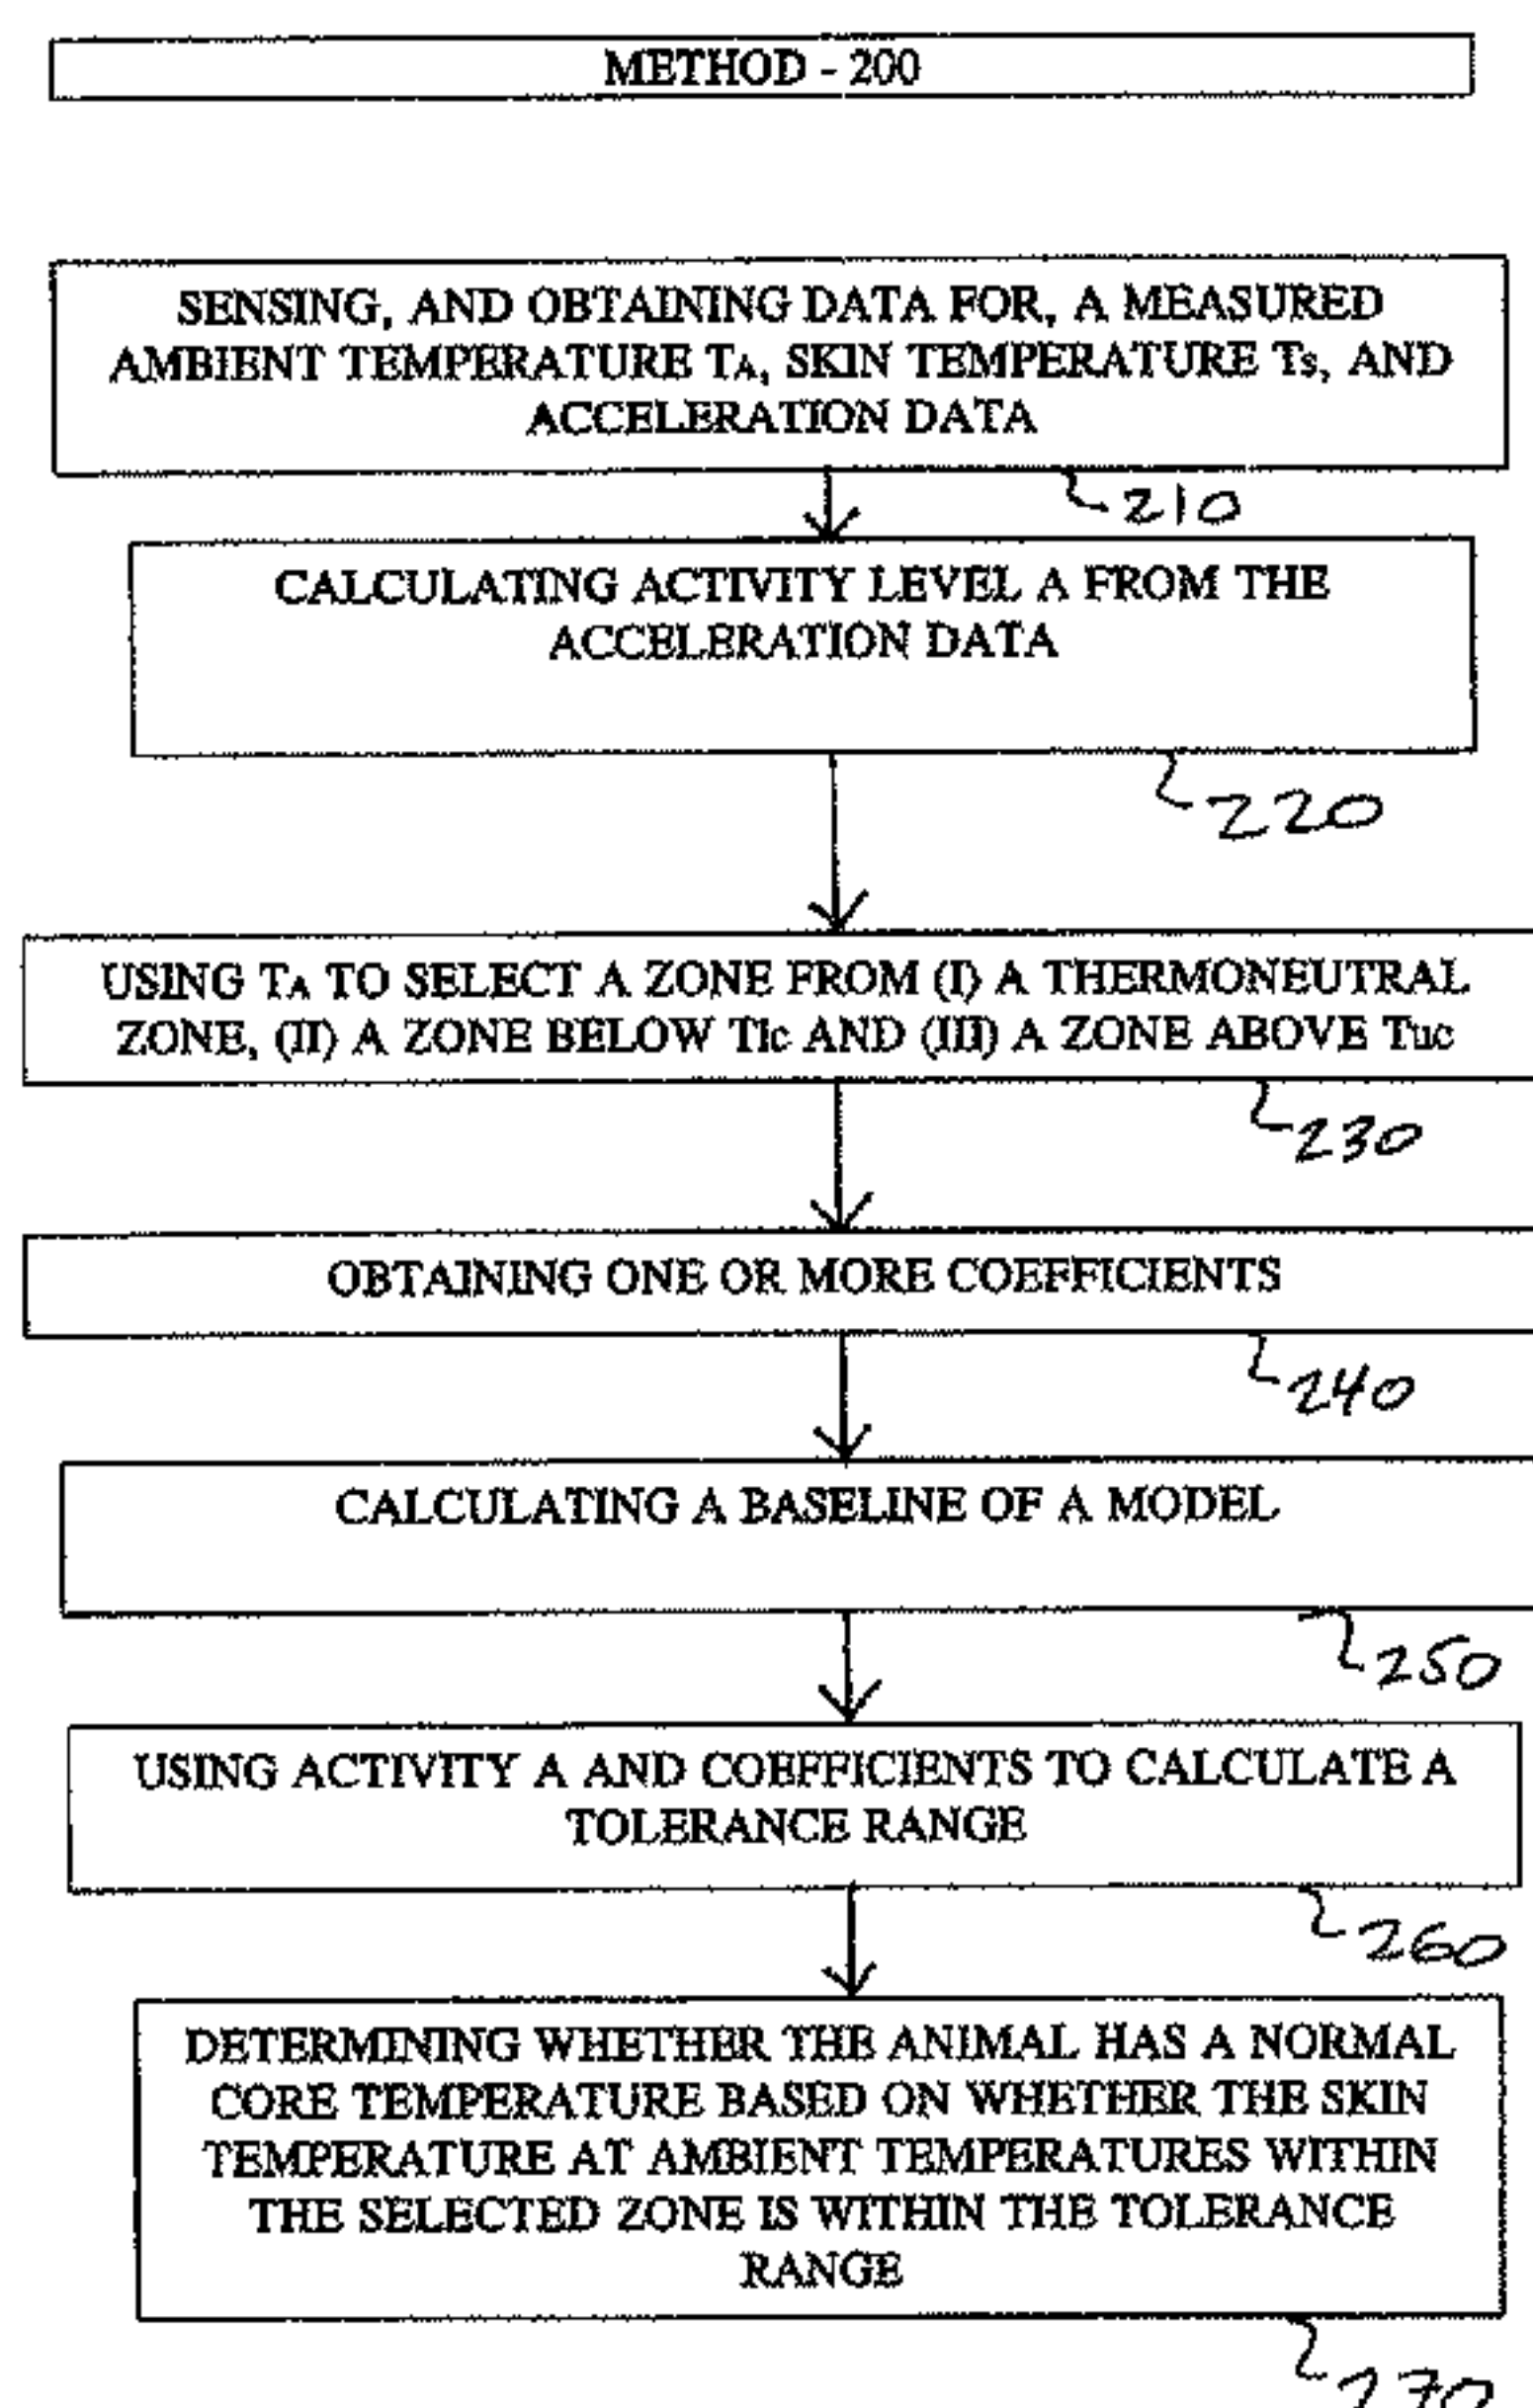 METHOD - 200
SENSING, AND OBTAINING DATA FOR, A MEASURED
AMBIENT TEMPERATURE TA, SKIN TEMPERATURE Ts, AND
ACCELERATION DATA
210
CALCULATING ACTIVITY LEVEL A FROM THE
ACCELERATION DATA
220
USING TA TO SELECT A ZONE FROM (I) A THERMONEUTRAL
ZONE, (II) A ZONE BELOW Tlc AND (III) A ZONE ABOVE Tuc
230
OBTAINING ONE OR MORE COEFFICIENTS
240
CALCULATING A BASELINE OF A MODEL
250
USING ACTIVITY A AND COEFFICIENTS TO CALCULATE A
TOLERANCE RANGE
260
DETERMINING WHETHER THE ANIMAL HAS A NORMAL
CORE TEMPERATURE BASED ON WHETHER THE SKIN
TEMPERATURE AT AMBIENT TEMPERATURES WITHIN
THE SELECTED ZONE IS WITHIN THE TOLERANCE
RANGE
270